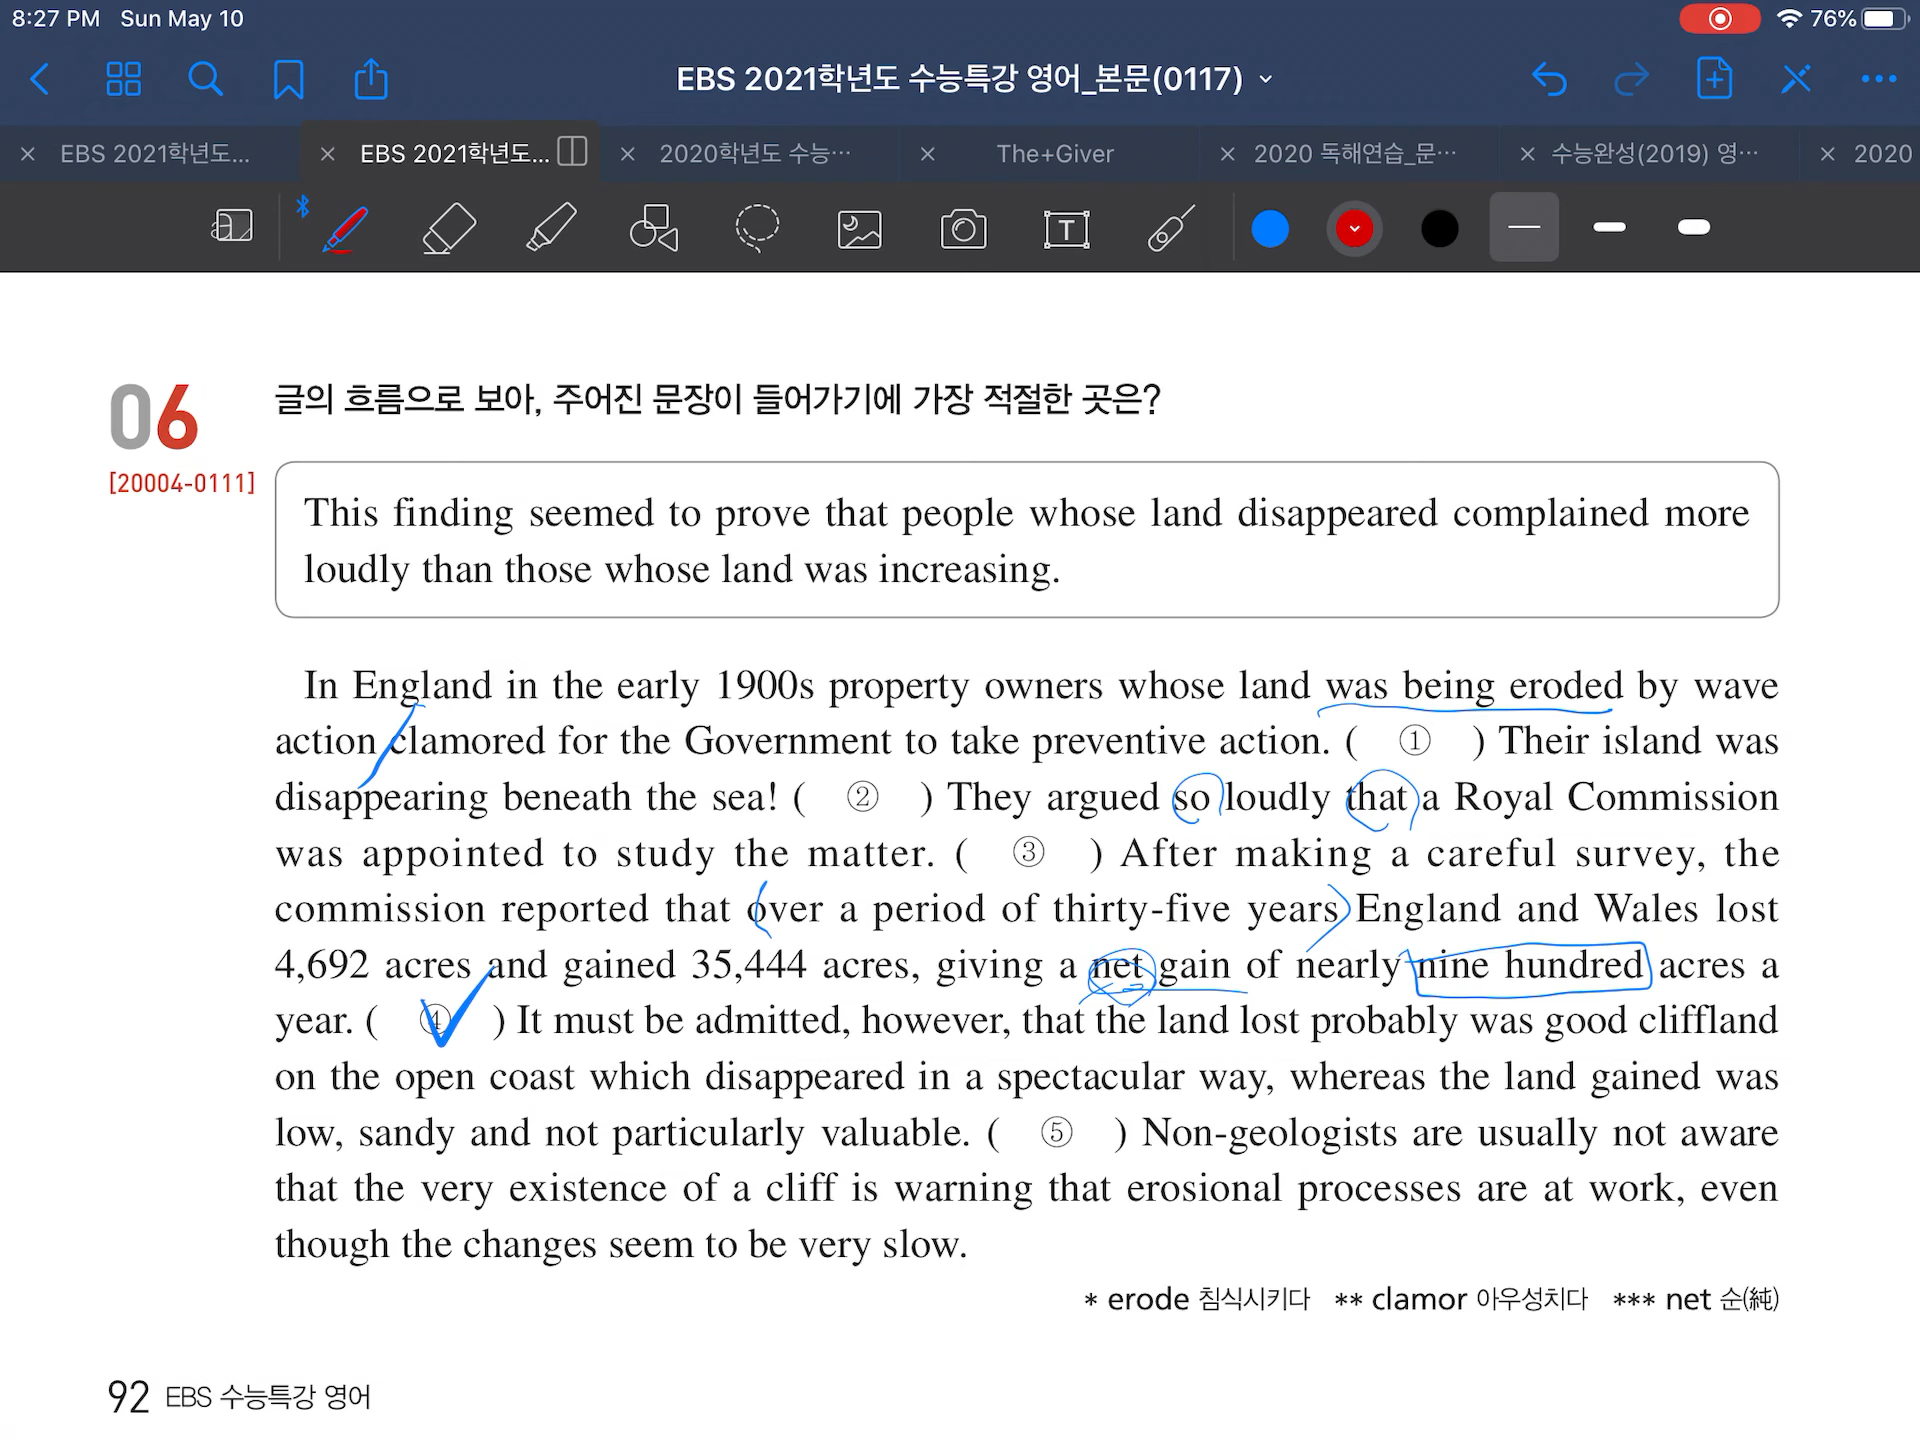 8:27 PM Sun May 10 76%
EBS 2021학년도 수능특강 영어_본문(0117)
EBS 2021학년도... EBS 2021학년도... 2020학년도 수능... The+Giver 2020 독해연습_문... 수능완성(2019) 영... 2020
06 글의 흐름으로 보아, 주어진 문장이 들어가기에 가장 적절한 곳은?
[20004-0111]
This finding seemed to prove that people whose land disappeared complained more
loudly than those whose land was increasing.
In England in the early 1900s property owners whose land was being eroded by wave
action clamored for the Government to take preventive action. ( ① ) Their island was
disappearing beneath the sea! ( ② ) They argued so loudly that a Royal Commission
was appointed to study the matter. ( ③ ) After making a careful survey, the
commission reported that over a period of thirty-five years England and Wales lost
4,692 acres and gained 35,444 acres, giving a net gain of nearly nine hundred acres a
year. ( ④ ) It must be admitted, however, that the land lost probably was good cliffland
on the open coast which disappeared in a spectacular way, whereas the land gained was
low, sandy and not particularly valuable. ( ⑤ ) Non-geologists are usually not aware
that the very existence of a cliff is warning that erosional processes are at work, even
though the changes seem to be very slow.
* erode 침식시키다 ** clamor 아우성치다 *** net 순(純)
92 EBS 수능특강 영어